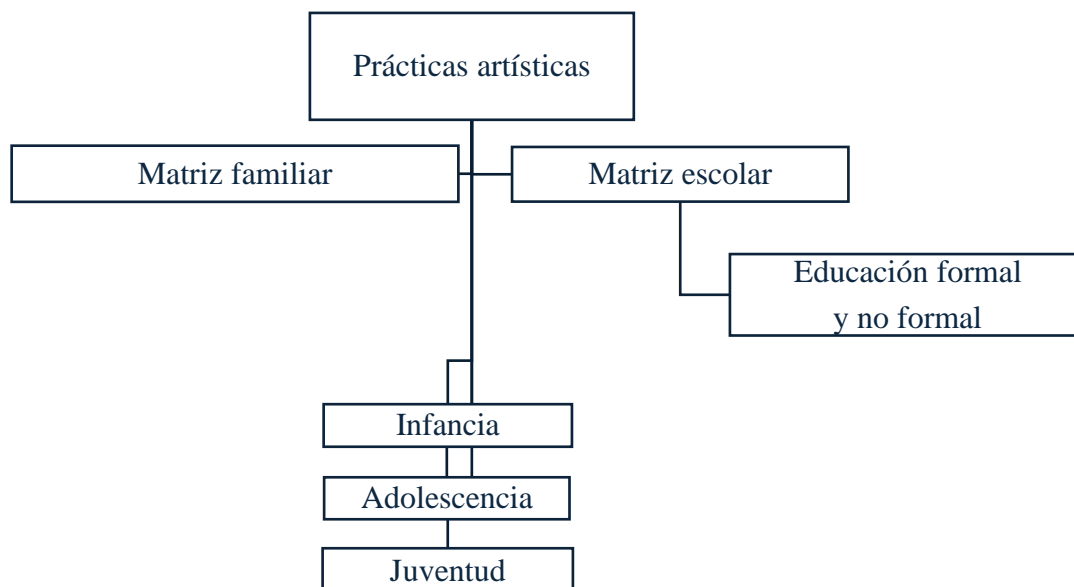 Prácticas artísticas
Matriz familiar
Matriz escolar
Educación formal
y no formal
Infancia
Adolescencia
Juventud